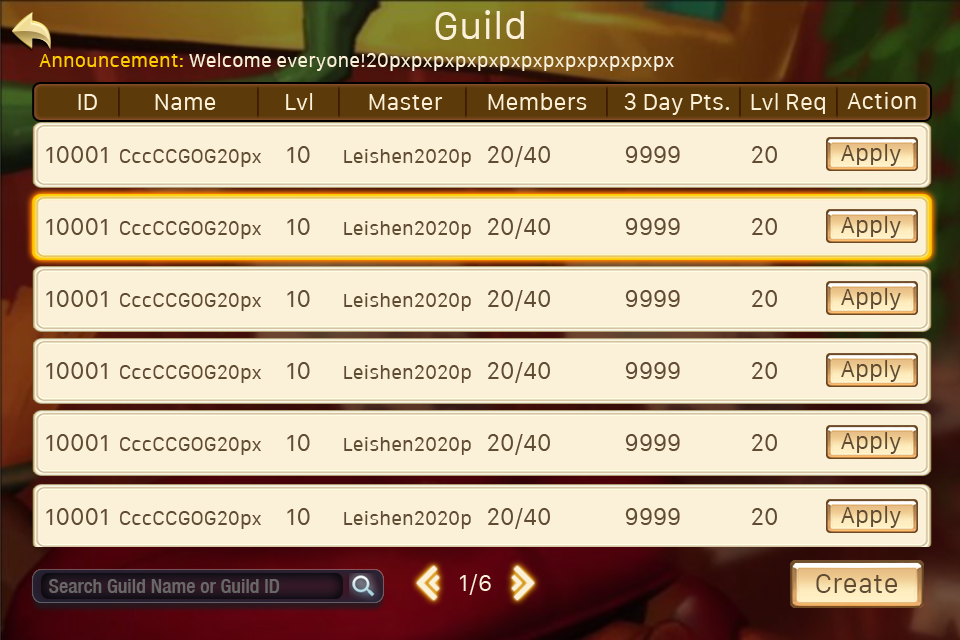 Guild
Announcement: Welcome everyone!20pxpxpxpxpxpxpxpxpxpxpxpxpx
ID Name Lvl Master Members 3 Day Pts. Lvl Req Action
10001 CccCCGOG20px 10 Leishen2020p 20/40 9999 20 Apply
10001 CccCCGOG20px 10 Leishen2020p 20/40 9999 20 Apply
10001 CccCCGOG20px 10 Leishen2020p 20/40 9999 20 Apply
10001 CccCCGOG20px 10 Leishen2020p 20/40 9999 20 Apply
10001 CccCCGOG20px 10 Leishen2020p 20/40 9999 20 Apply
10001 CccCCGOG20px 10 Leishen2020p 20/40 9999 20 Apply
Search Guild Name or Guild ID 1/6 Create